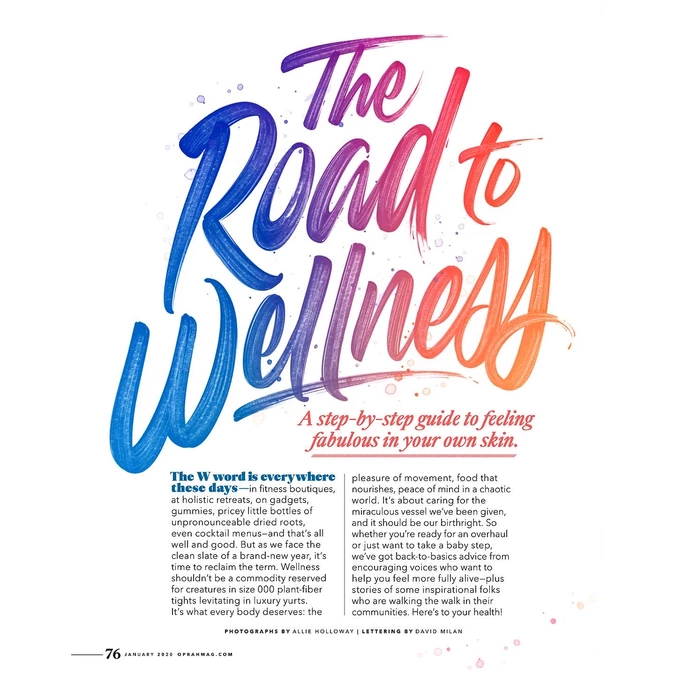 The
Road to
Wellness
A step-by-step guide to feeling
fabulous in your own skin.
The W word is everywhere
these days—in fitness boutiques,
at holistic retreats, on gadgets,
gummies, pricey little bottles of
unpronounceable dried roots,
even cocktail menus—and that's all
well and good. But as we face the
clean slate of a brand-new year, it's
time to reclaim the term. Wellness
shouldn't be a commodity reserved
for creatures in size 000 plant-fiber
tights levitating in luxury yurts.
It's what every body deserves: the
pleasure of movement, food that
nourishes, peace of mind in a chaotic
world. It's about caring for the
miraculous vessel we've been given,
and it should be our birthright. So
whether you're ready for an overhaul
or just want to take a baby step,
we've got back-to-basics advice from
encouraging voices who want to
help you feel more fully alive—plus
stories of some inspirational folks
who are walking the walk in their
communities. Here's to your health!
PHOTOGRAPHS BY ALLIE HOLLOWAY | LETTERING BY DAVID MILAN
76 JANUARY 2020 OPRAHMAG.COM